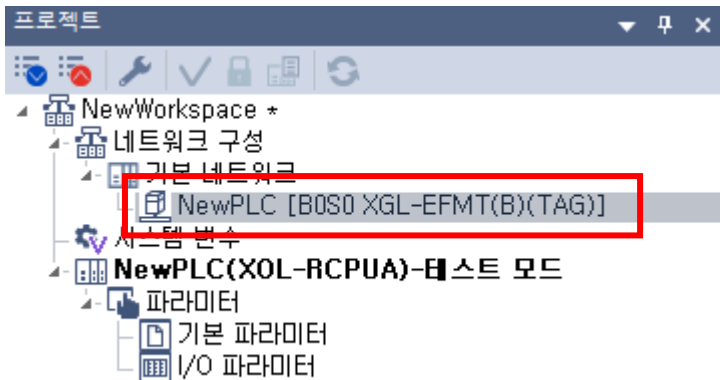 프로젝트
NewWorkspace *
네트워크 구성
기본 네트워크
NewPLC [B0S0 XGL-EFMT(B)(TAG)]
시스템 변수
NewPLC(XOL-RCPUA)-테스트 모드
파라미터
기본 파라미터
I/O 파라미터